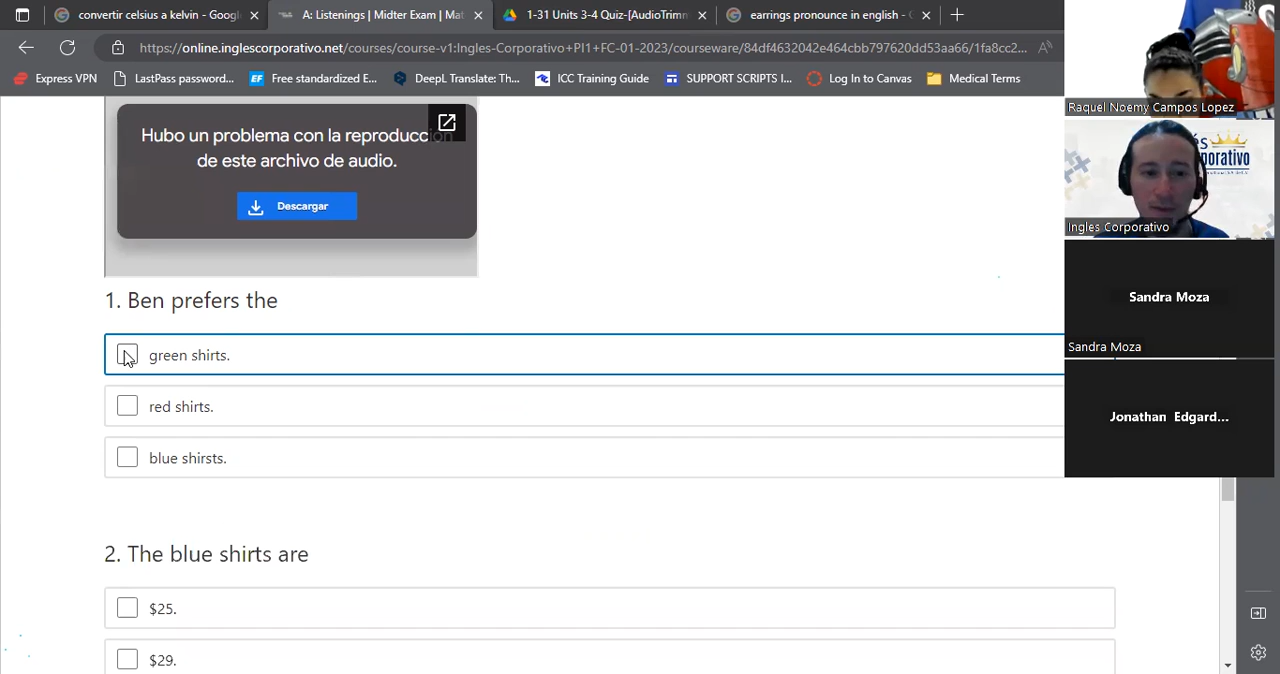 convertir celsius a kelvin - Googl
A: Listenings | Midter Exam | Mat
1-31 Units 3-4 Quiz-[AudioTrimn
earrings pronounce in english - G
https://online.inglescorporativo.net/courses/course-v1:Ingles-Corporativo+PI1+FC-01-2023/courseware/84df4632042e464cbb797620dd53aa66/1fa8cc2...
Express VPN
LastPass password...
EF Free standardized E...
DeepL Translate: Th...
ICC Training Guide
SUPPORT SCRIPTS I...
Log In to Canvas
Medical Terms
Hubo un problema con la reproducción
de este archivo de audio.
Descargar
1. Ben prefers the
green shirts.
red shirts.
blue shirsts.
2. The blue shirts are
$25.
$29.
Raquel Noemy Campos Lopez
Ingles Corporativo
Sandra Moza
Sandra Moza
Jonathan Edgard...